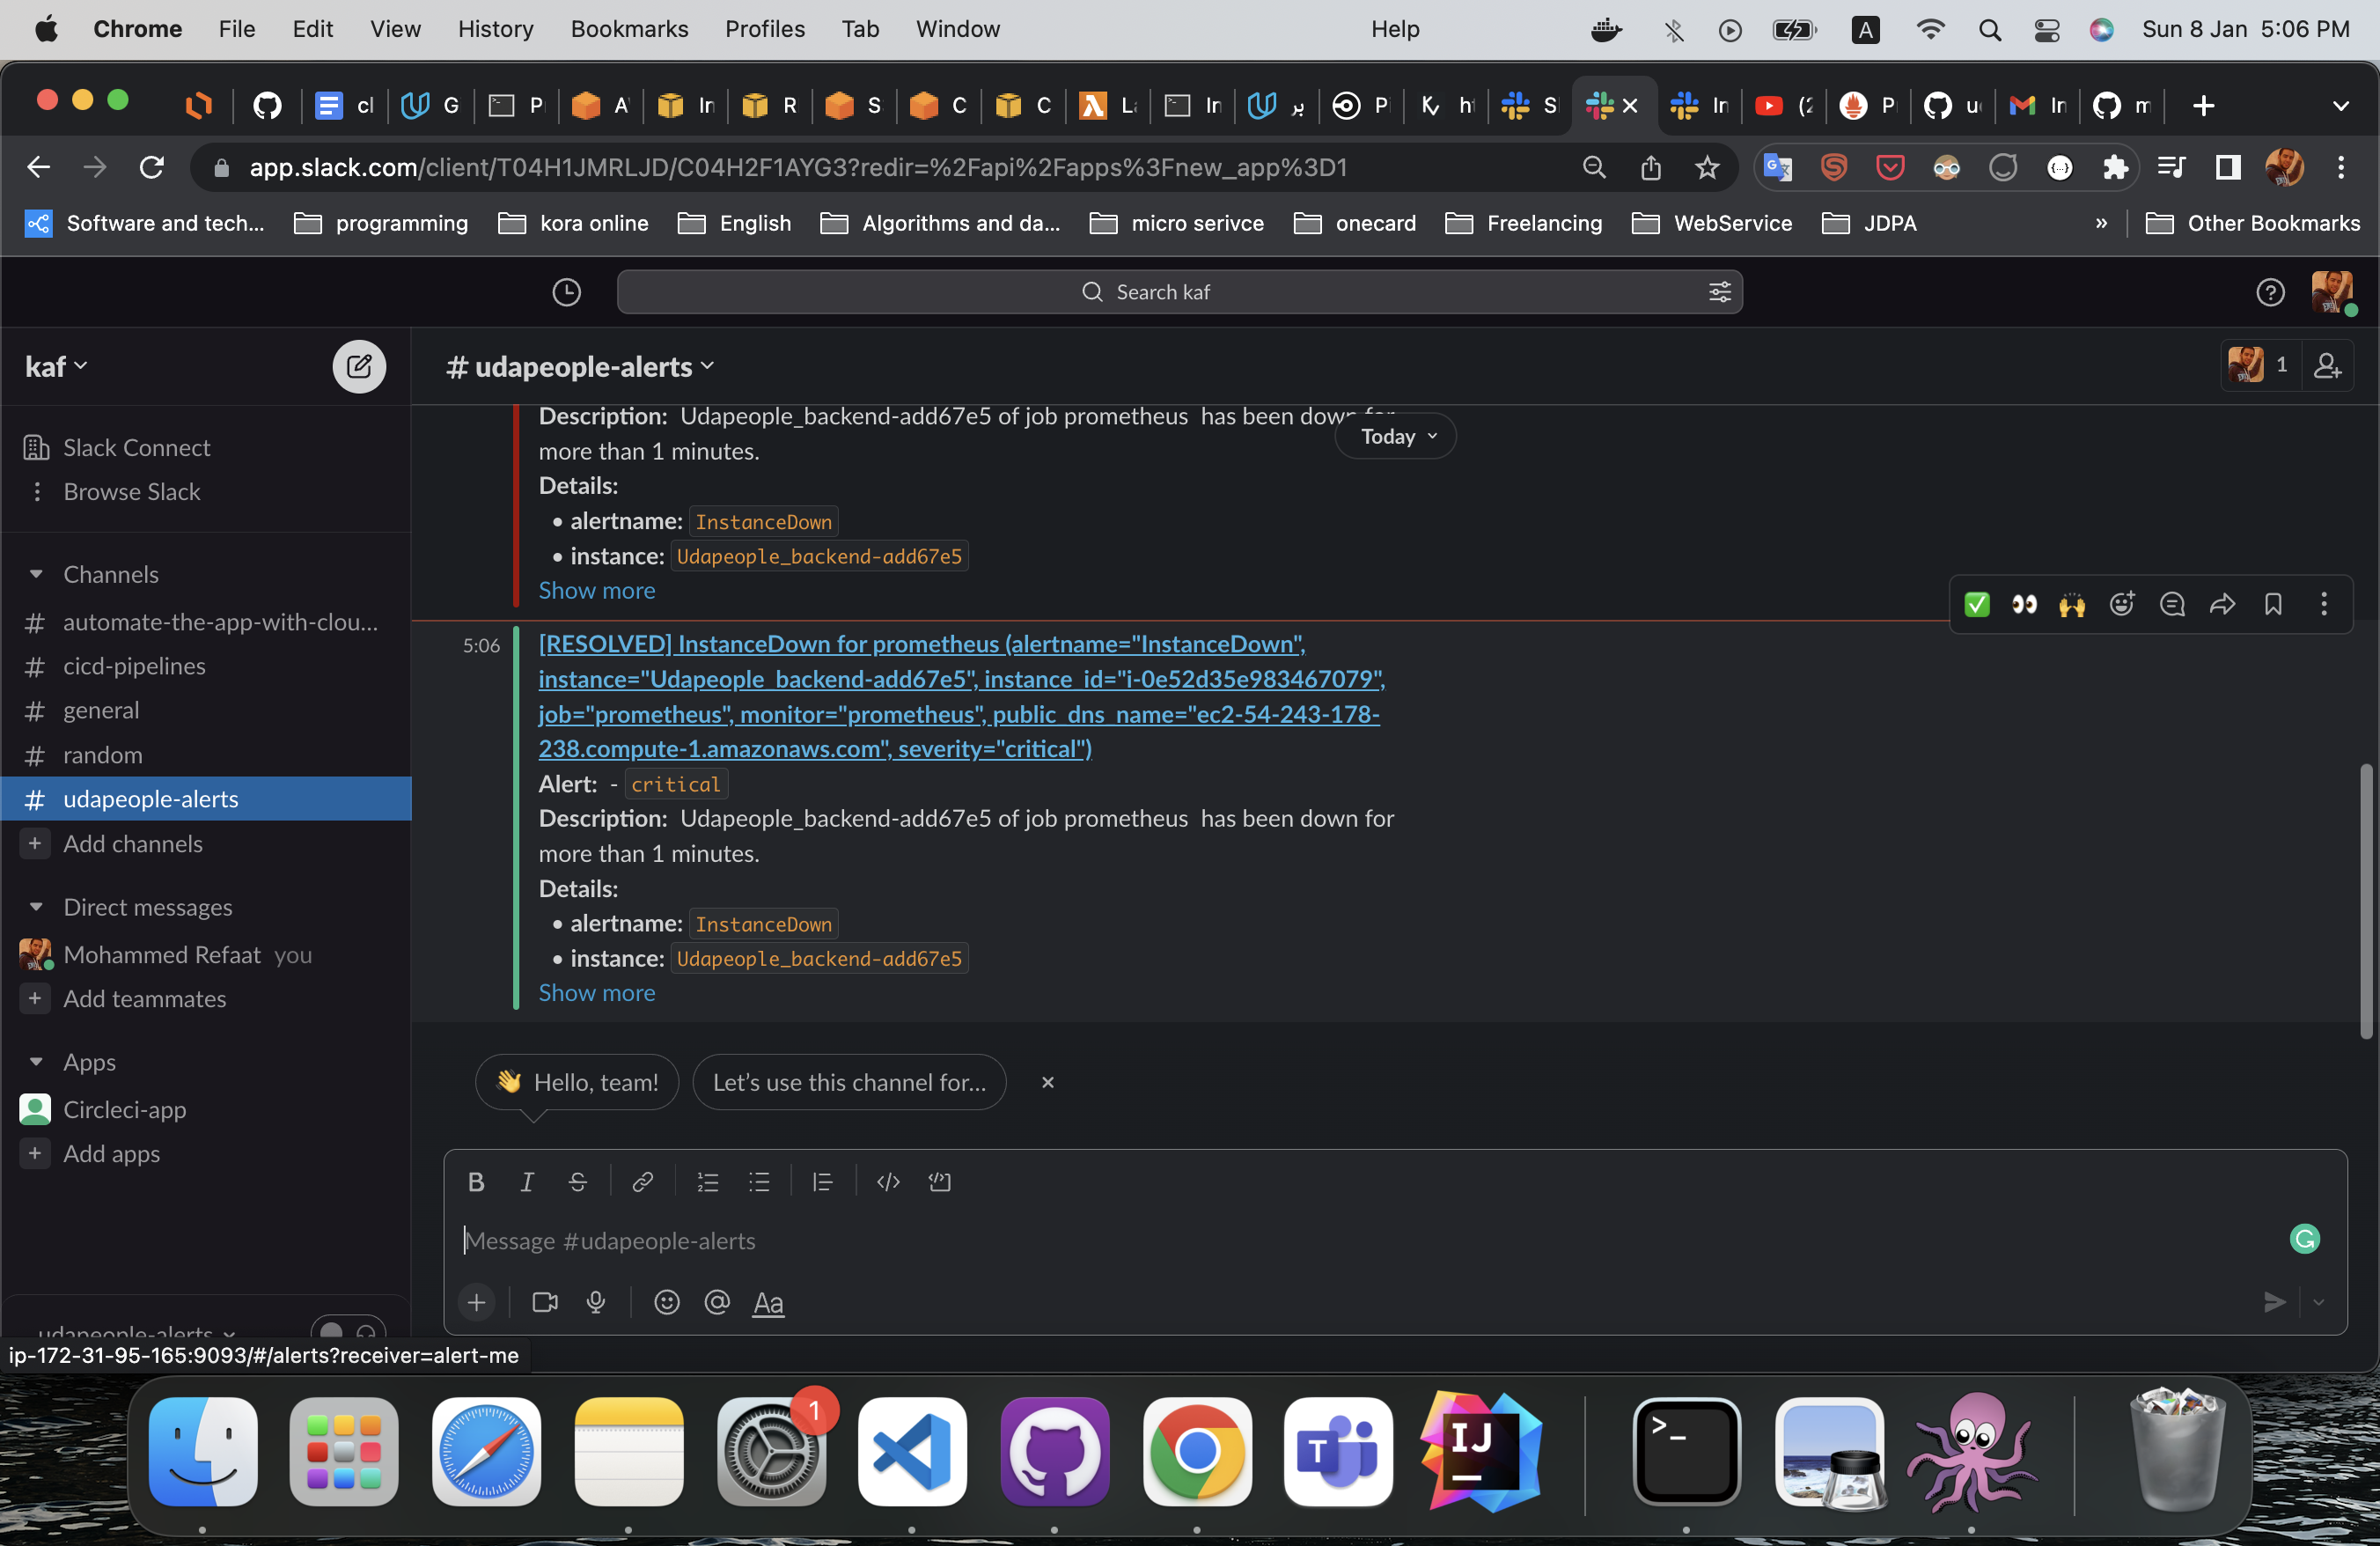 Chrome File Edit View History Bookmarks Profiles Tab Window Help A Sun 8 Jan 5:06 PM
cl G P A In R S C C La In بر Pi ht S In (2 P u In m
app.slack.com/client/T04H1JMRLJD/C04H2F1AYG3?redir=%2Fapi%2Fapps%3Fnew_app%3D1
Software and tech... programming kora online English Algorithms and da... micro serivce onecard Freelancing WebService JDPA » Other Bookmarks
Search kaf
kaf
# udapeople-alerts
1
Slack Connect
Browse Slack
Channels
# automate-the-app-with-clou...
# cicd-pipelines
# general
# random
# udapeople-alerts
+ Add channels
Direct messages
Mohammed Refaat you
+ Add teammates
Apps
Circleci-app
+ Add apps
udapeople-alerts
Today
Description: Udapeople_backend-add67e5 of job prometheus has been down for
more than 1 minutes.
Details:
• alertname: InstanceDown
• instance: Udapeople_backend-add67e5
Show more
5:06 [RESOLVED] InstanceDown for prometheus (alertname="InstanceDown",
instance="Udapeople_backend-add67e5", instance_id="i-0e52d35e983467079",
job="prometheus", monitor="prometheus", public_dns_name="ec2-54-243-178-
238.compute-1.amazonaws.com", severity="critical")
Alert: - critical
Description: Udapeople_backend-add67e5 of job prometheus has been down for
more than 1 minutes.
Details:
• alertname: InstanceDown
• instance: Udapeople_backend-add67e5
Show more
Hello, team! Let’s use this channel for...
B I S
Message #udapeople-alerts
Aa
ip-172-31-95-165:9093/#/alerts?receiver=alert-me
1
T
IJ
>_